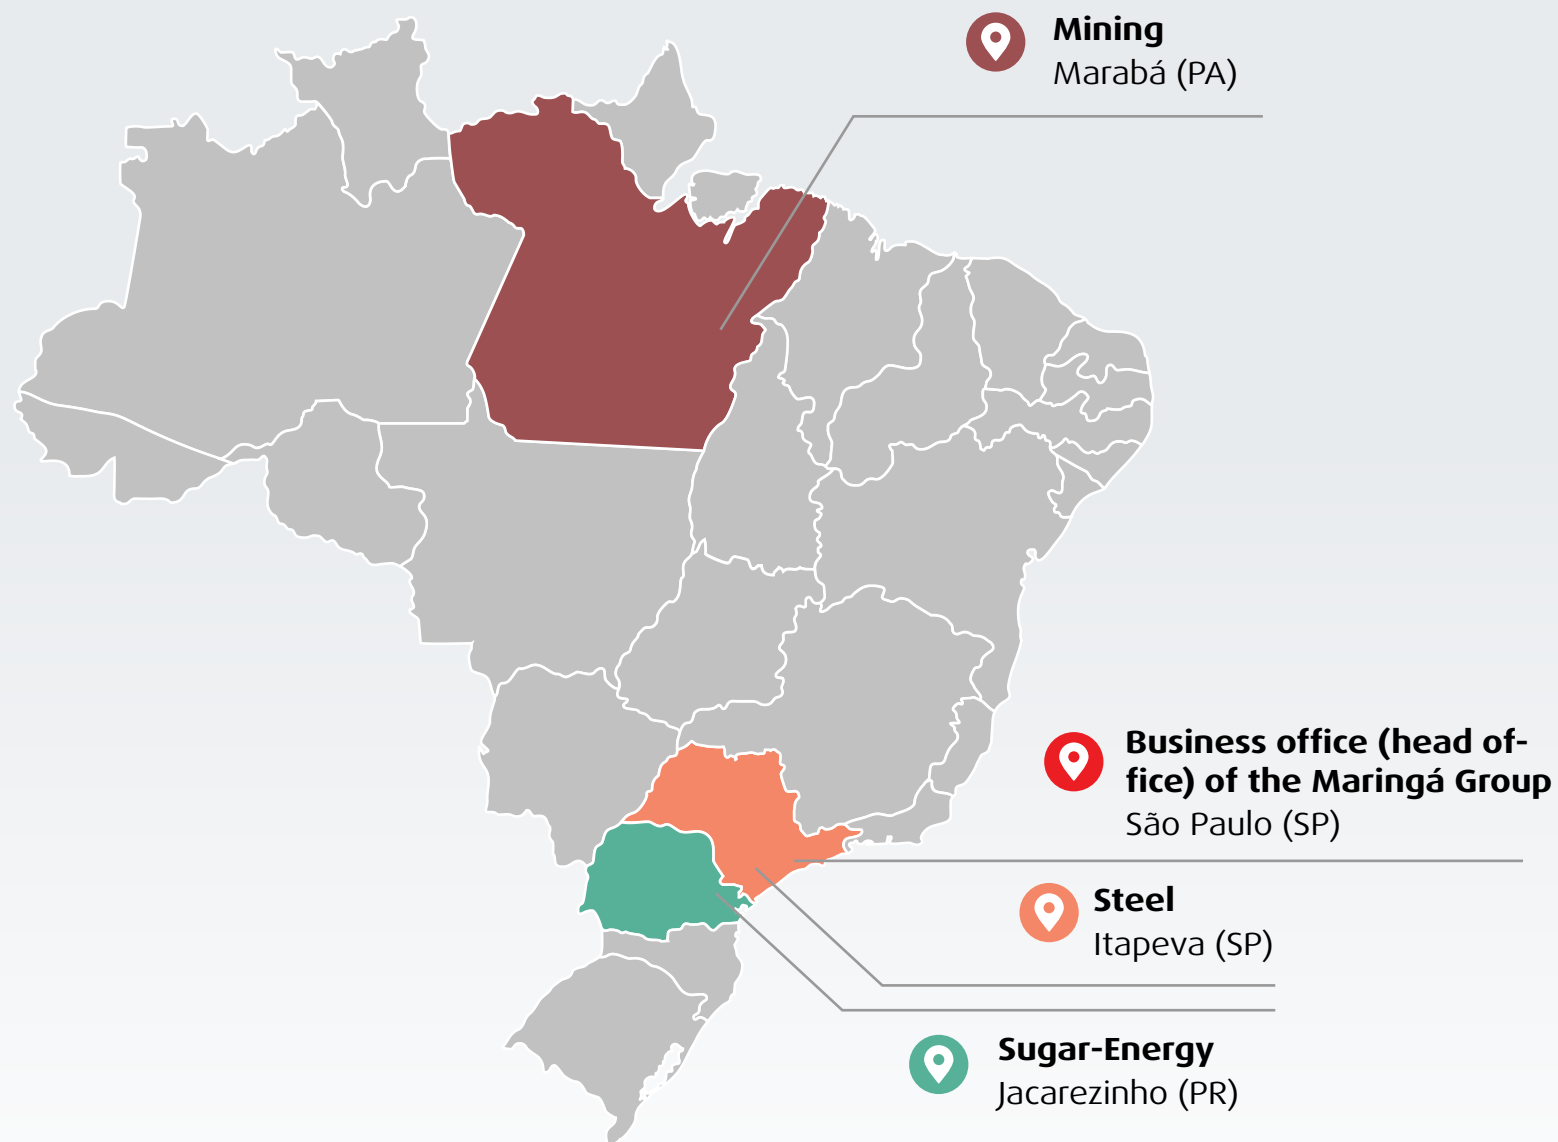 Mining
Marabá (PA)
Business office (head of-
fice) of the Maringá Group
São Paulo (SP)
Steel
Itapeva (SP)
Sugar-Energy
Jacarezinho (PR)